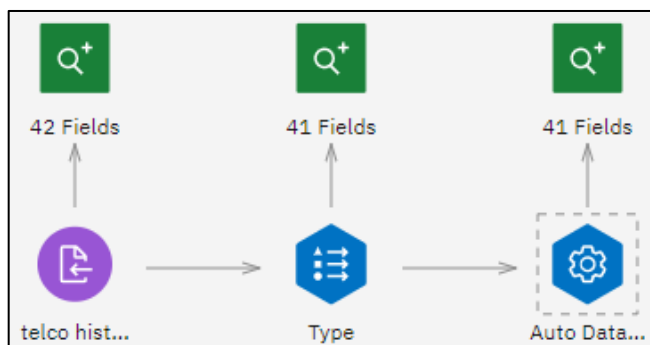 42 Fields
41 Fields
41 Fields
telco hist...
Type
Auto Data...